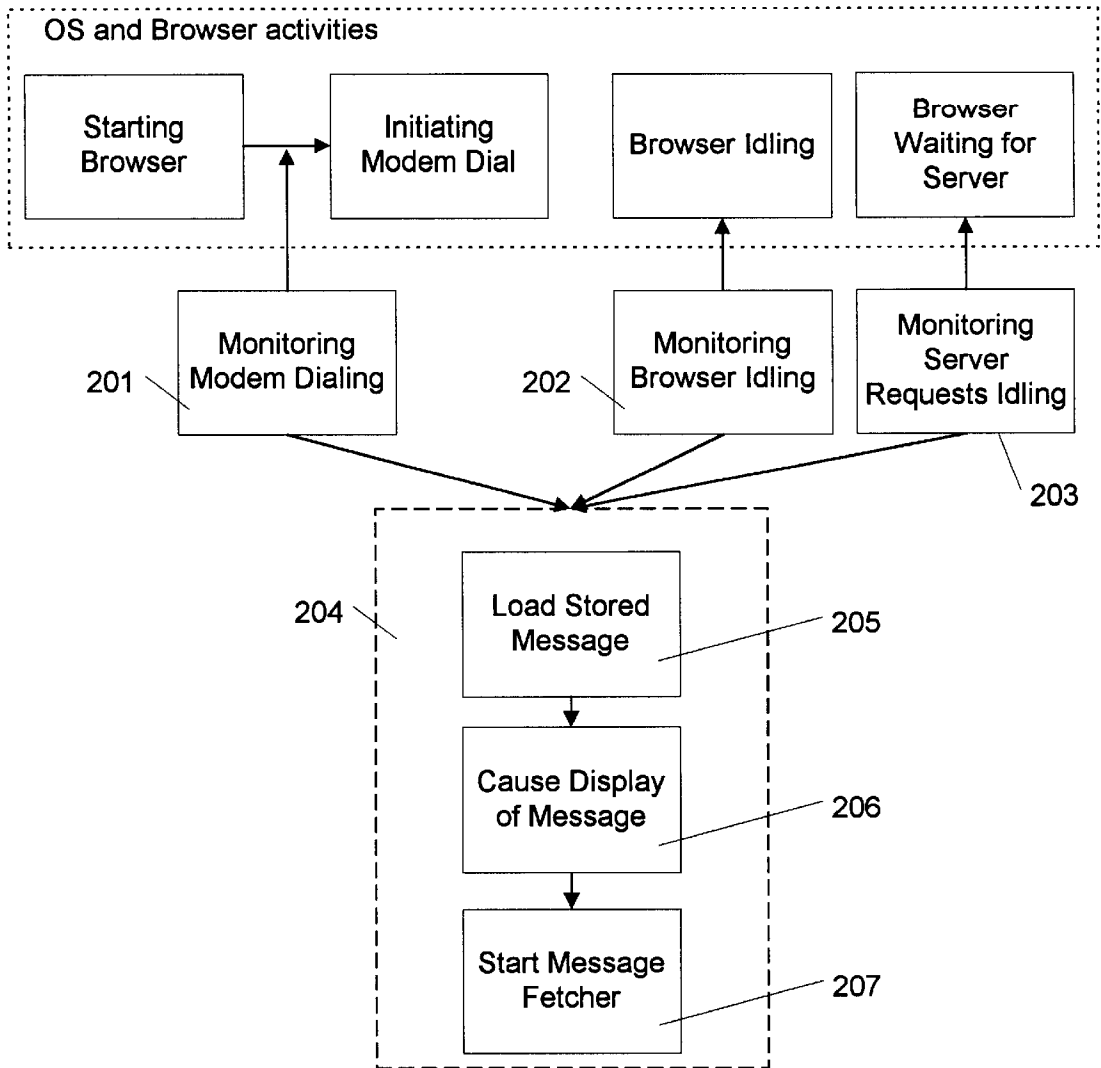 OS and Browser activities
Starting
Browser
Initiating
Modem Dial
Browser Idling
Browser
Waiting for
Server
Monitoring
Modem Dialing
201
Monitoring
Browser Idling
202
Monitoring
Server
Requests Idling
203
204
Load Stored
Message
205
Cause Display
of Message
206
Start Message
Fetcher
207